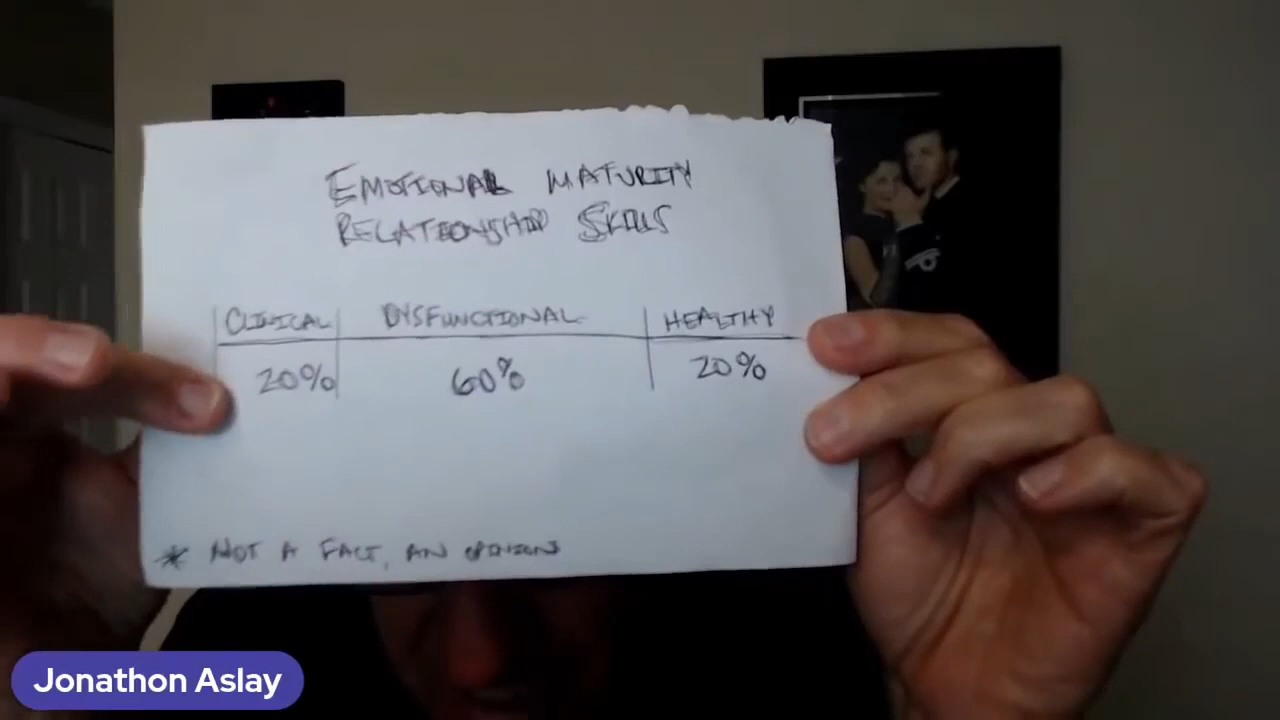 EMOTIONAL MATURITY
RELATIONSHIP SKILLS
CLINICAL DYSFUNCTIONAL HEALTHY
20% 60% 20%
* NOT A FACT, AN OPINION
Jonathon Aslay